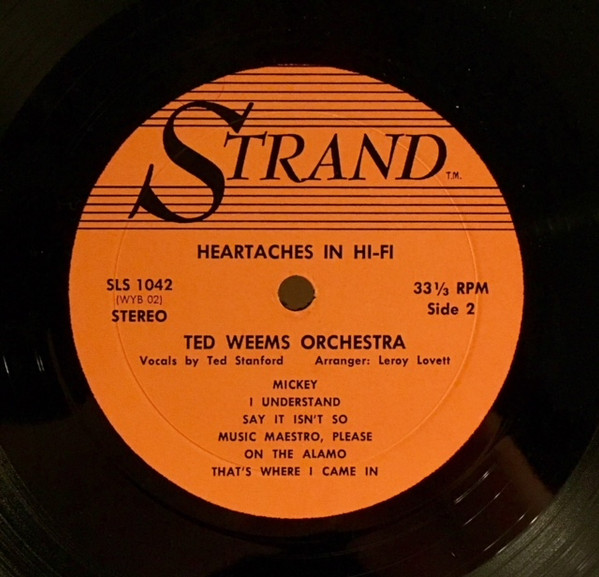 STRAND T.M.
HEARTACHES IN HI-FI
SLS 1042
(WYB 02)
STEREO
33 1/3 RPM
Side 2
TED WEEMS ORCHESTRA
Vocals by Ted Stanford Arranger: Leroy Lovett
MICKEY
I UNDERSTAND
SAY IT ISN'T SO
MUSIC MAESTRO, PLEASE
ON THE ALAMO
THAT'S WHERE I CAME IN